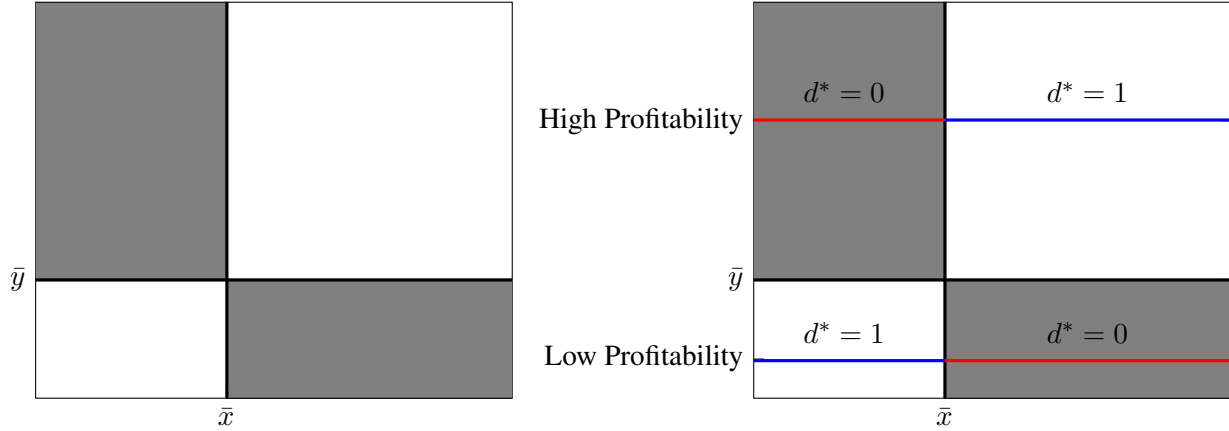 d* = 0
d* = 1
High Profitability
ȳ
ȳ
d* = 1
d* = 0
Low Profitability
x̄
x̄